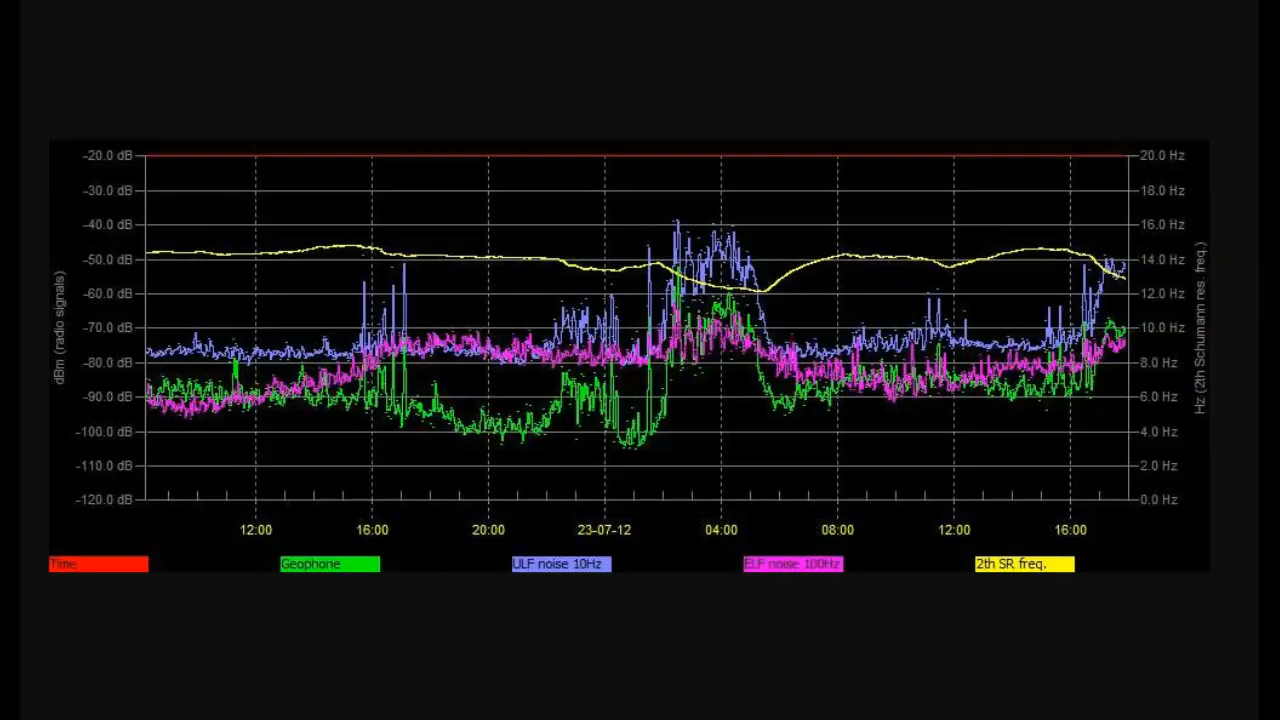 -20.0 dB 20.0 Hz
-30.0 dB 18.0 Hz
-40.0 dB 16.0 Hz
-50.0 dB 14.0 Hz
-60.0 dB 12.0 Hz
-70.0 dB 10.0 Hz
-80.0 dB 8.0 Hz
-90.0 dB 6.0 Hz
-100.0 dB 4.0 Hz
-110.0 dB 2.0 Hz
-120.0 dB 0.0 Hz
dBm (radio signals)
Hz (2th Schumann res freq.)
12:00 16:00 20:00 23-07-12 04:00 08:00 12:00 16:00
Time Geophone ULF noise 10Hz ELF noise 100Hz 2th SR freq.